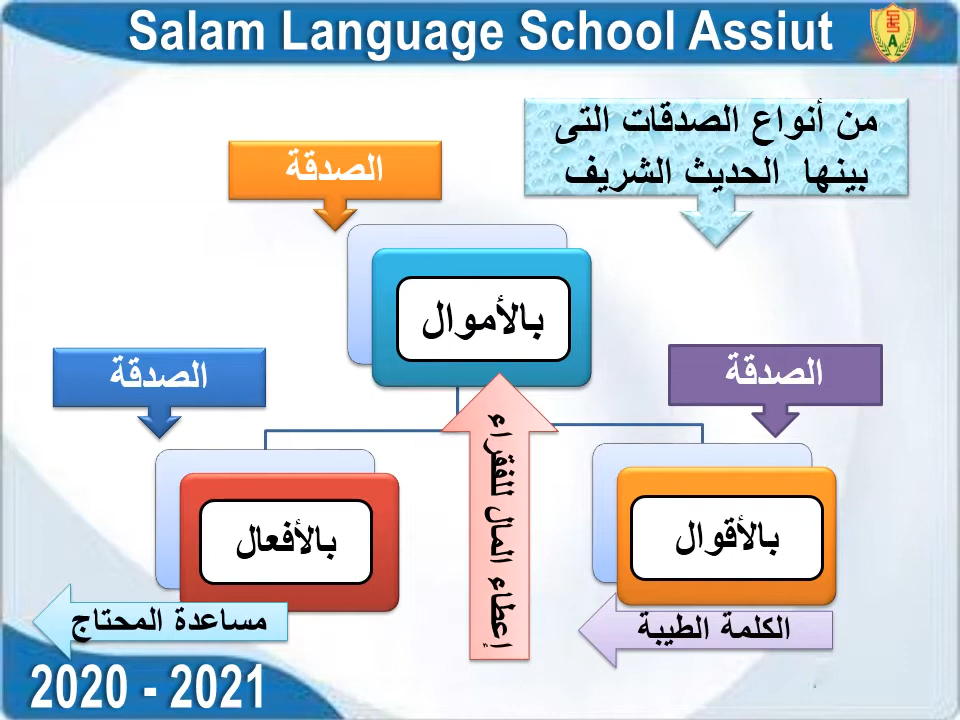 Salam Language School Assiut
من أنواع الصدقات التى
بينها الحديث الشريف
الصدقة
بالأموال
إعطاء المال للفقراء
الصدقة
بالأقوال
الكلمة الطيبة
الصدقة
بالأفعال
مساعدة المحتاج
2020 - 2021